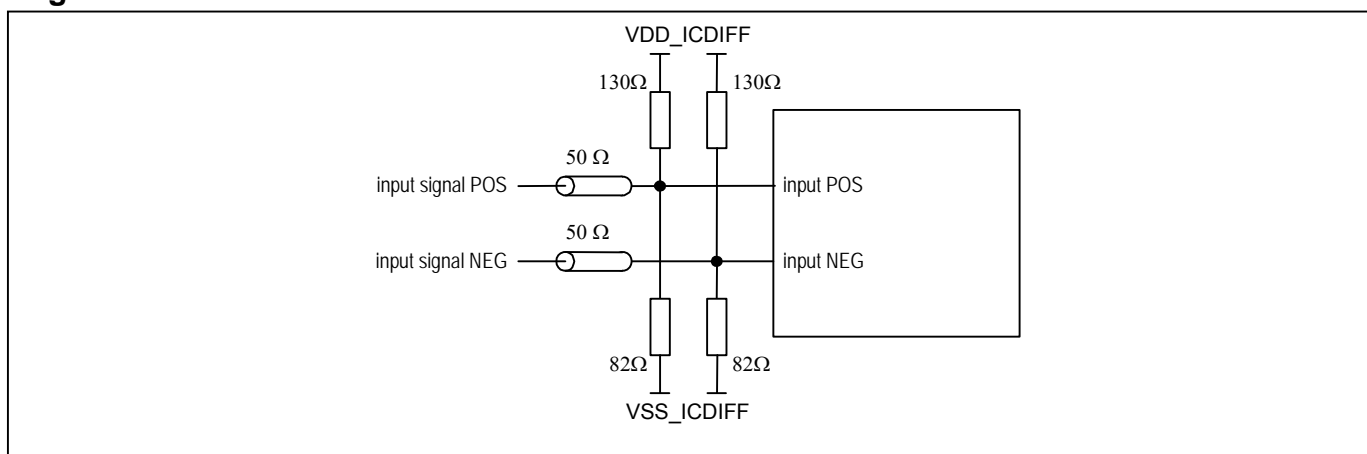 VDD_ICDIFF
130Ω 130Ω
50 Ω
input signal POS input POS
50 Ω
input signal NEG input NEG
82Ω 82Ω
VSS_ICDIFF